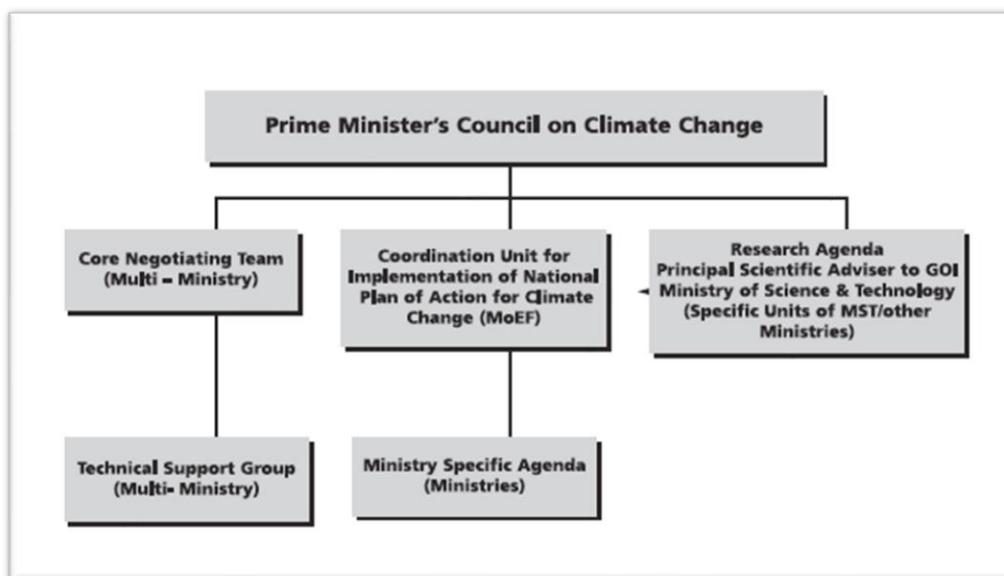 Prime Minister's Council on Climate Change
Core Negotiating Team
(Multi – Ministry)
Coordination Unit for
Implementation of National
Plan of Action for Climate
Change (MoEF)
Research Agenda
Principal Scientific Adviser to GOI
Ministry of Science & Technology
(Specific Units of MST/other
Ministries)
Technical Support Group
(Multi– Ministry)
Ministry Specific Agenda
(Ministries)